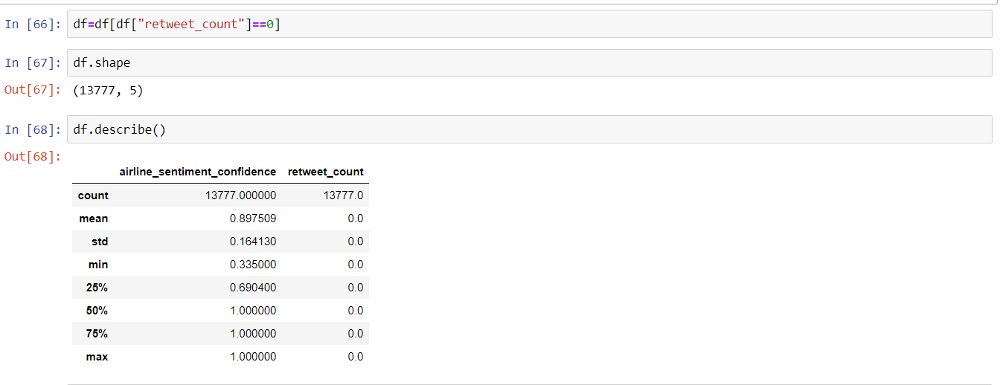 In [66]: df=df[df["retweet_count"]==0]
In [67]: df.shape
Out[67]: (13777, 5)
In [68]: df.describe()
Out[68]:
airline_sentiment_confidence retweet_count
count 13777.000000 13777.0
mean 0.897509 0.0
std 0.164130 0.0
min 0.335000 0.0
25% 0.690400 0.0
50% 1.000000 0.0
75% 1.000000 0.0
max 1.000000 0.0